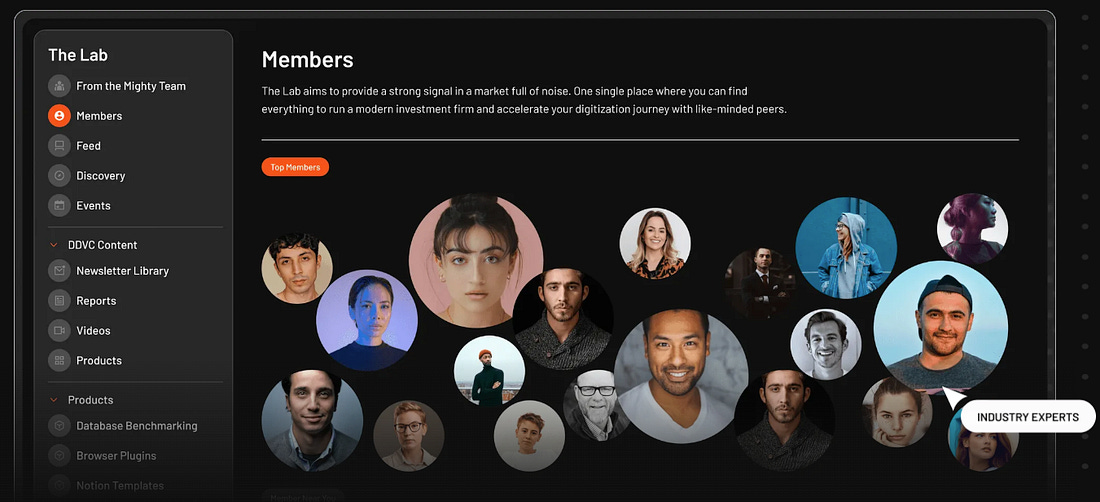 The Lab
From the Mighty Team
Members
Feed
Discovery
Events
DDVC Content
Newsletter Library
Reports
Videos
Products
Products
Database Benchmarking
Browser Plugins
Notion Templates
Members
The Lab aims to provide a strong signal in a market full of noise. One single place where you can find
everything to run a modern investment firm and accelerate your digitization journey with like-minded peers.
Top Members
INDUSTRY EXPERTS
Member Near You